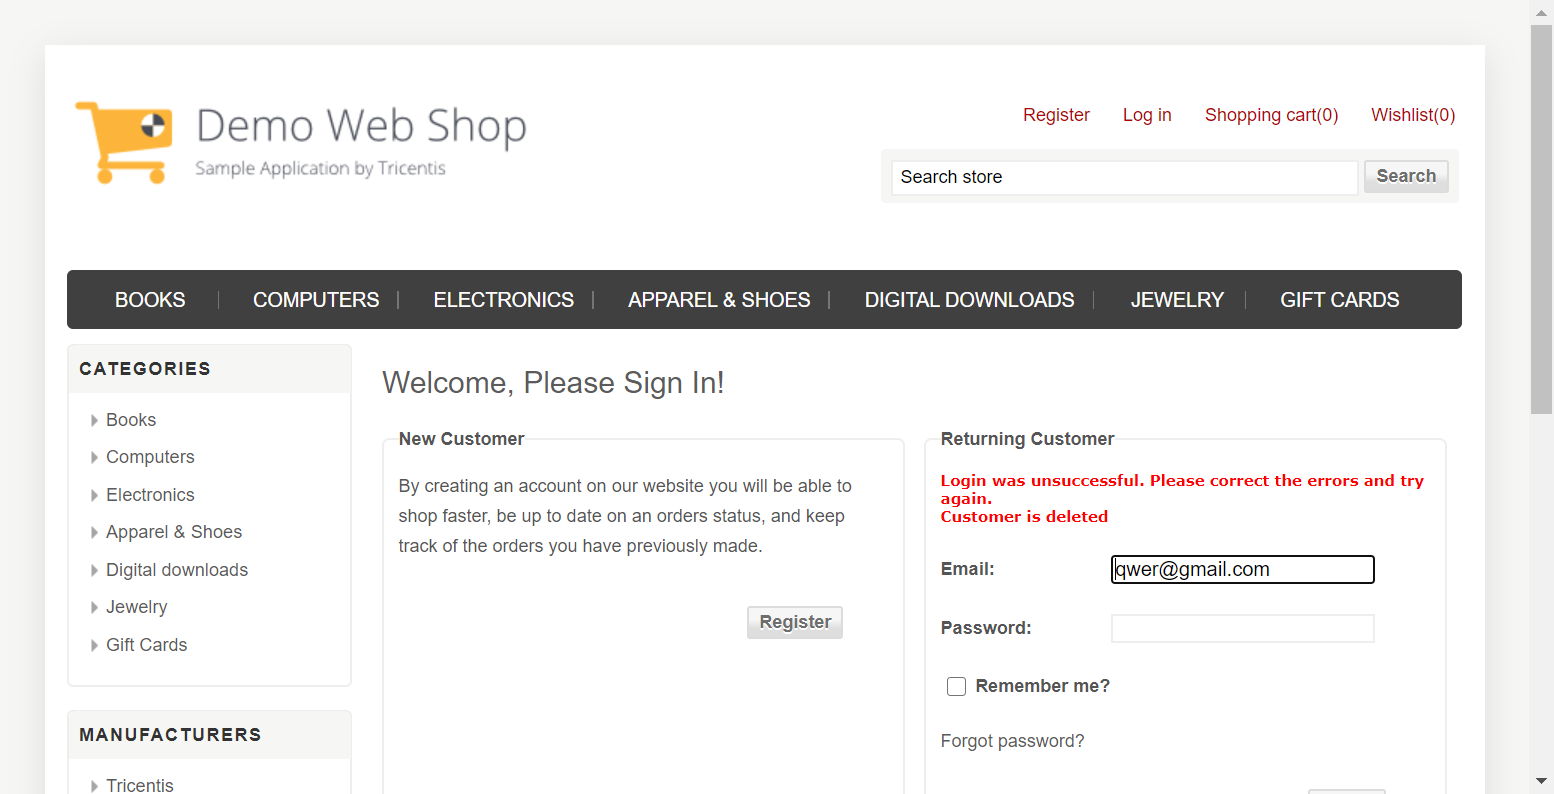 Demo Web Shop
Sample Application by Tricentis
Register Log in Shopping cart(0) Wishlist(0)
Search store Search
BOOKS COMPUTERS ELECTRONICS APPAREL & SHOES DIGITAL DOWNLOADS JEWELRY GIFT CARDS
CATEGORIES
Books
Computers
Electronics
Apparel & Shoes
Digital downloads
Jewelry
Gift Cards
MANUFACTURERS
Tricentis
Welcome, Please Sign In!
New Customer
By creating an account on our website you will be able to
shop faster, be up to date on an orders status, and keep
track of the orders you have previously made.
Register
Returning Customer
Login was unsuccessful. Please correct the errors and try
again.
Customer is deleted
Email: qwer@gmail.com
Password:
Remember me?
Forgot password?